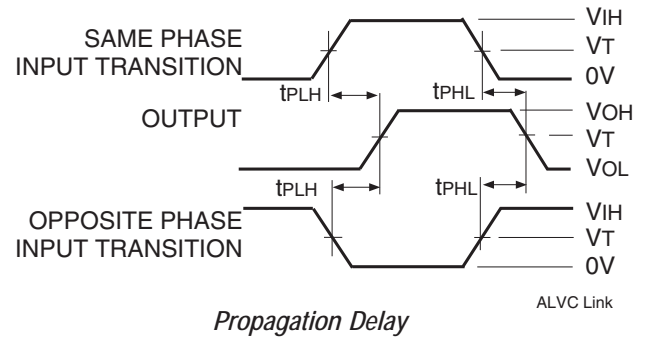 SAME PHASE
INPUT TRANSITION
VIH
VT
0V
tPLH
tPHL
OUTPUT
VOH
VT
VOL
tPLH
tPHL
OPPOSITE PHASE
INPUT TRANSITION
VIH
VT
0V
ALVC Link
Propagation Delay